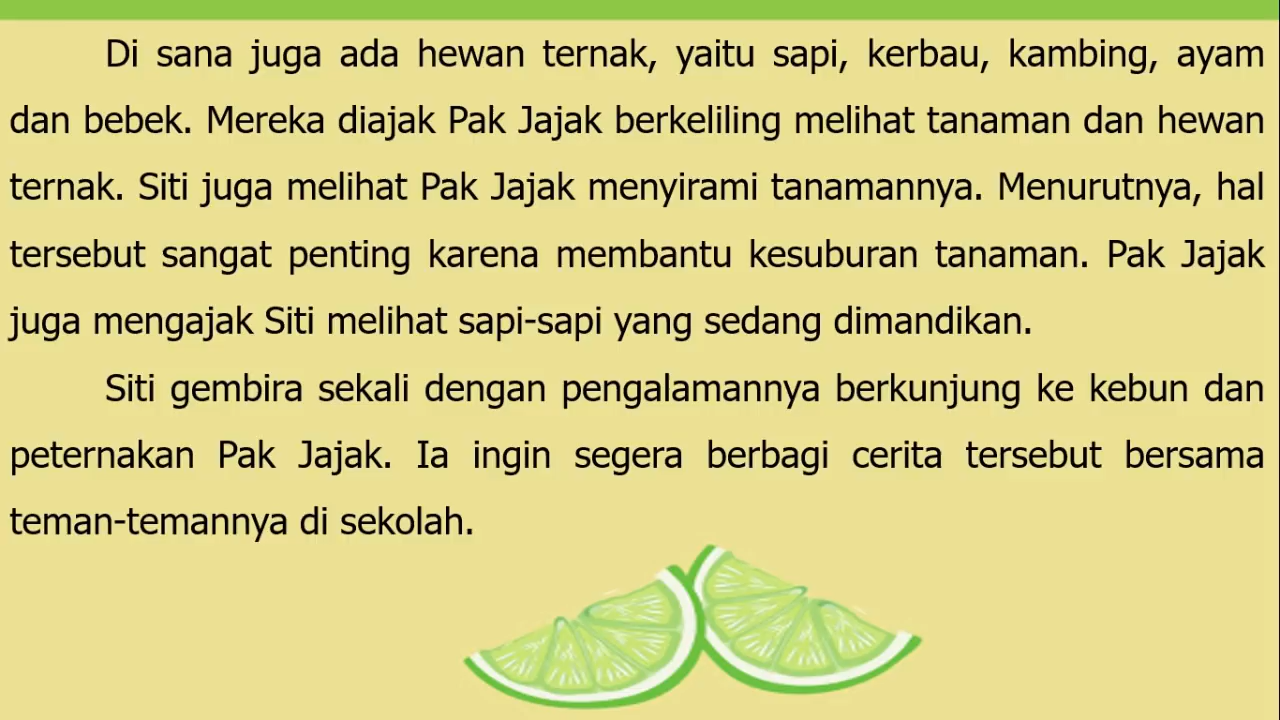 Di sana juga ada hewan ternak, yaitu sapi, kerbau, kambing, ayam
dan bebek. Mereka diajak Pak Jajak berkeliling melihat tanaman dan hewan
ternak. Siti juga melihat Pak Jajak menyirami tanamannya. Menurutnya, hal
tersebut sangat penting karena membantu kesuburan tanaman. Pak Jajak
juga mengajak Siti melihat sapi-sapi yang sedang dimandikan.
Siti gembira sekali dengan pengalamannya berkunjung ke kebun dan
peternakan Pak Jajak. Ia ingin segera berbagi cerita tersebut bersama
teman-temannya di sekolah.